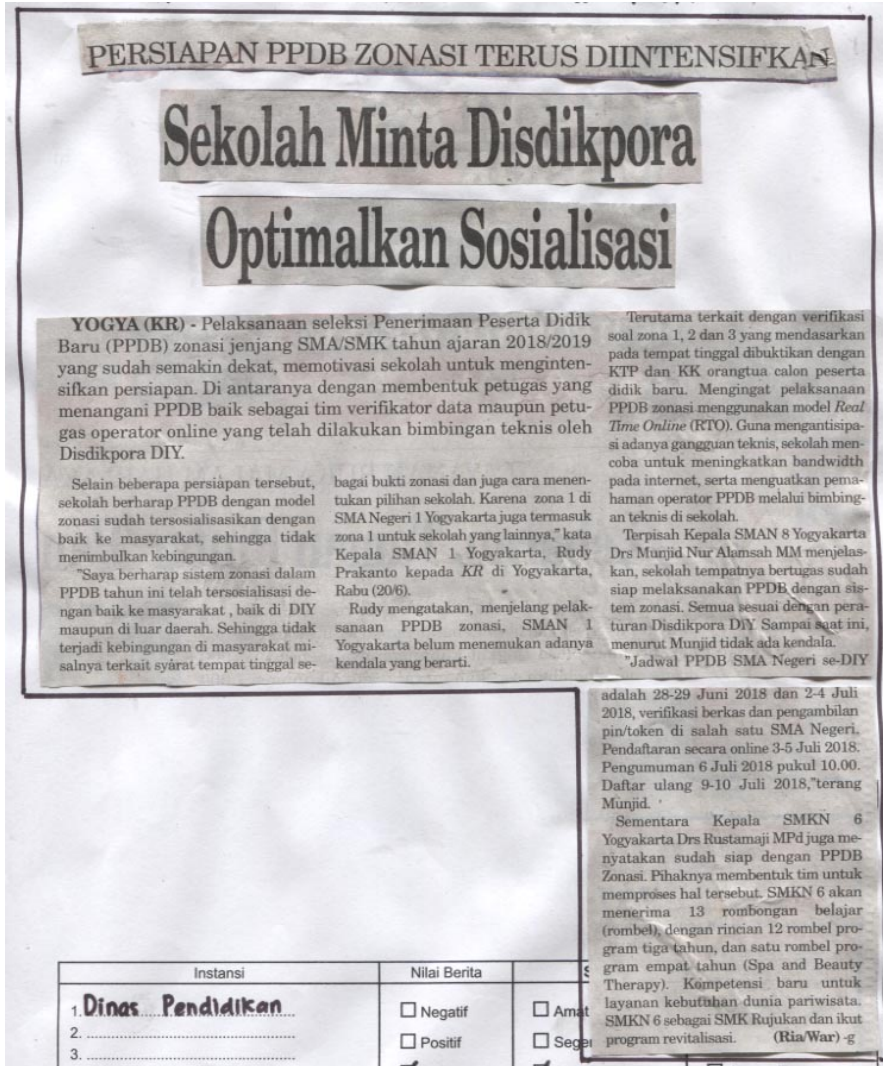 PERSIAPAN PPDB ZONASI TERUS DIINTENSIFKAN
Sekolah Minta Disdikpora
Optimalkan Sosialisasi
YOGYA (KR) - Pelaksanaan seleksi Penerimaan Peserta Didik
Baru (PPDB) zonasi jenjang SMA/SMK tahun ajaran 2018/2019
yang sudah semakin dekat, memotivasi sekolah untuk menginten-
sifkan persiapan. Di antaranya dengan membentuk petugas yang
menangani PPDB baik sebagai tim verifikator data maupun petu-
gas operator online yang telah dilakukan bimbingan teknis oleh
Disdikpora DIY.
Selain beberapa persiapan tersebut,
sekolah berharap PPDB dengan model
zonasi sudah tersosialisasikan dengan
baik ke masyarakat, sehingga tidak
menimbulkan kebingungan.
"Saya berharap sistem zonasi dalam
PPDB tahun ini telah tersosialisasi de-
ngan baik ke masyarakat , baik di DIY
maupun di luar daerah. Sehingga tidak
terjadi kebingungan di masyarakat mi-
salnya terkait syarat tempat tinggal se-
bagai bukti zonasi dan juga cara menen-
tukan pilihan sekolah. Karena zona 1 di
SMA Negeri 1 Yogyakarta juga termasuk
zona 1 untuk sekolah yang lainnya," kata
Kepala SMAN 1 Yogyakarta, Rudy
Prakanto kepada KR di Yogyakarta,
Rabu (20/6).
Rudy mengatakan, menjelang pelak-
sanaan PPDB zonasi, SMAN 1
Yogyakarta belum menemukan adanya
kendala yang berarti.
Terutama terkait dengan verifikasi
soal zona 1, 2 dan 3 yang mendasarkan
pada tempat tinggal dibuktikan dengan
KTP dan KK orangtua calon peserta
didik baru. Mengingat pelaksanaan
PPDB zonasi menggunakan model Real
Time Online (RTO). Guna mengantisipa-
si adanya gangguan teknis, sekolah men-
coba untuk meningkatkan bandwidth
pada internet, serta menguatkan pema-
haman operator PPDB melalui bimbing-
an teknis di sekolah.
Terpisah Kepala SMAN 8 Yogyakarta
Drs Munjid Nur Alamsah MM menjelas-
kan, sekolah tempatnya bertugas sudah
siap melaksanakan PPDB dengan sis-
tem zonasi. Semua sesuai dengan pera-
turan Disdikpora DIY. Sampai saat ini,
menurut Munjid tidak ada kendala.
"Jadwal PPDB SMA Negeri se-DIY
adalah 28-29 Juni 2018 dan 2-4 Juli
2018, verifikasi berkas dan pengambilan
pin/token di salah satu SMA Negeri.
Pendaftaran secara online 3-5 Juli 2018.
Pengumuman 6 Juli 2018 pukul 10.00.
Daftar ulang 9-10 Juli 2018,"terang
Munjid.
Sementara Kepala SMKN 6
Yogyakarta Drs Rustamaji MPd juga me-
nyatakan sudah siap dengan PPDB
Zonasi. Pihaknya membentuk tim untuk
memproses hal tersebut. SMKN 6 akan
menerima 13 rombongan belajar
(rombel), dengan rincian 12 rombel pro-
gram tiga tahun, dan satu rombel pro-
gram empat tahun (Spa and Beauty
Therapy). Kompetensi baru untuk
layanan kebutuhan dunia pariwisata.
SMKN 6 sebagai SMK Rujukan dan ikut
program revitalisasi. (Ria/War) -g
Instansi Nilai Berita S
1. Dinas Pendidikan Negatif Amat
2. Positif Seger
3.